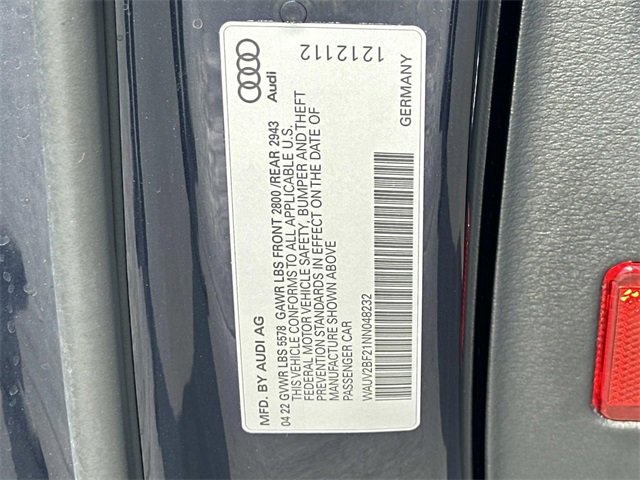 Audi
1212112
MFD. BY AUDI AG
GERMANY
04 22 GVWR LBS 5578 GAWR LBS FRONT 2800 /REAR 2943
THIS VEHICLE CONFORMS TO ALL APPLICABLE U.S.
FEDERAL MOTOR VEHICLE SAFETY, BUMPER AND THEFT
PREVENTION STANDARDS IN EFFECT ON THE DATE OF
MANUFACTURE SHOWN ABOVE
PASSENGER CAR
WAUV2BF21NN048232